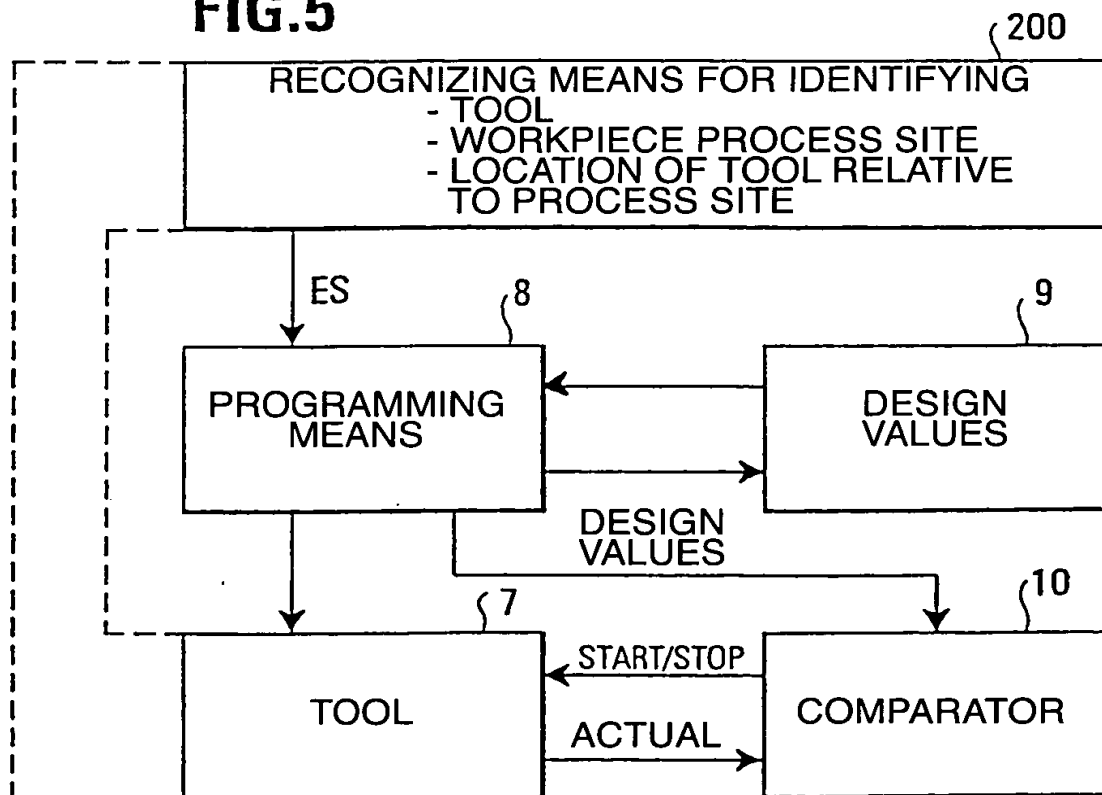 FIG.5
200
RECOGNIZING MEANS FOR IDENTIFYING
- TOOL
- WORKPIECE PROCESS SITE
- LOCATION OF TOOL RELATIVE
TO PROCESS SITE
ES
8
9
PROGRAMMING
MEANS
DESIGN
VALUES
DESIGN
VALUES
7
10
START/STOP
TOOL
COMPARATOR
ACTUAL